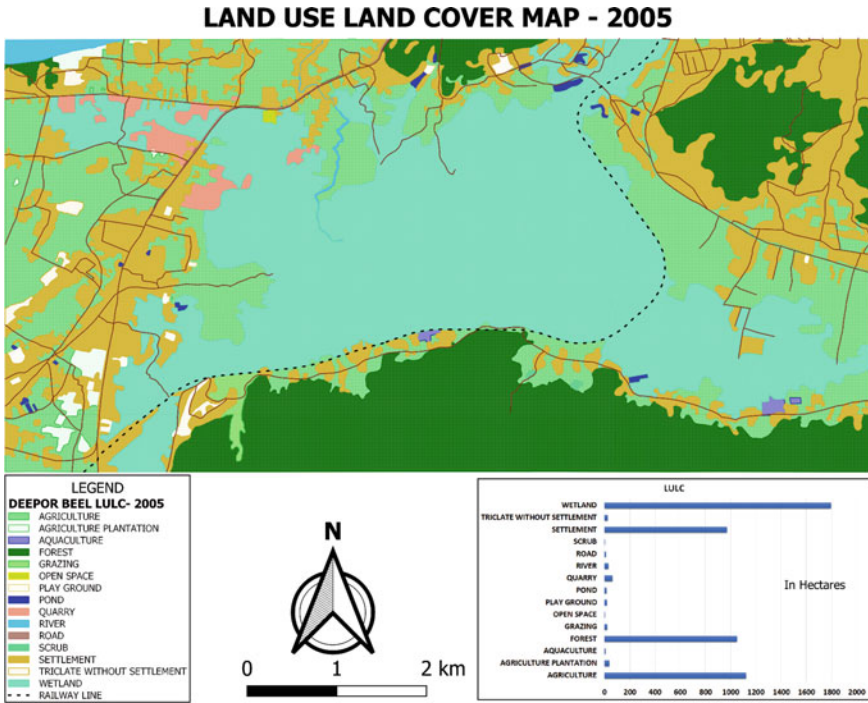 LAND USE LAND COVER MAP - 2005
LEGEND
DEEPOR BEEL LULC- 2005
AGRICULTURE
AGRICULTURE PLANTATION
AQUACULTURE
FOREST
GRAZING
OPEN SPACE
PLAY GROUND
POND
QUARRY
RIVER
ROAD
SCRUB
SETTLEMENT
TRICLATE WITHOUT SETTLEMENT
WETLAND
RAILWAY LINE
N
0 1 2 km
LULC
WETLAND
TRICLATE WITHOUT SETTLEMENT
SETTLEMENT
SCRUB
ROAD
RIVER
QUARRY
POND
PLAY GROUND
OPEN SPACE
GRAZING
FOREST
AQUACULTURE
AGRICULTURE PLANTATION
AGRICULTURE
In Hectares
0 200 400 600 800 1000 1200 1400 1600 1800 2000